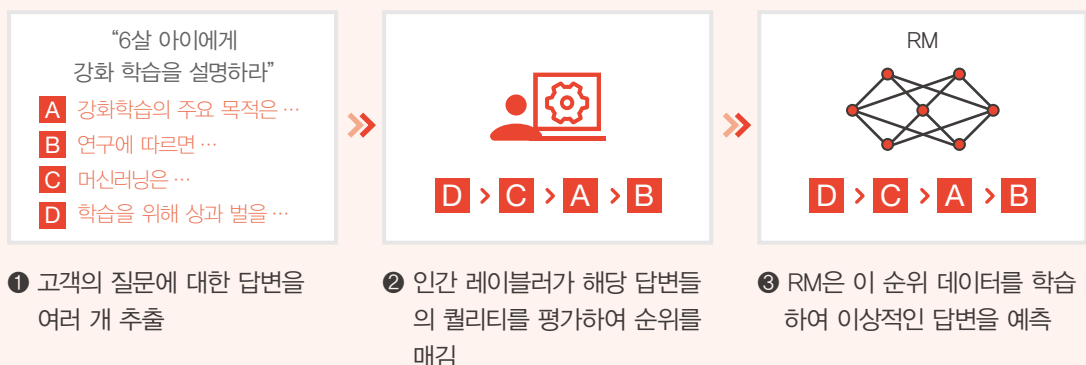 “6살 아이에게
강화 학습을 설명하라”
A 강화학습의 주요 목적은 …
B 연구에 따르면 …
C 머신러닝은 …
D 학습을 위해 상과 벌을 …
❶ 고객의 질문에 대한 답변을
여러 개 추출
D > C > A > B
❷ 인간 레이블러가 해당 답변들
의 퀄리티를 평가하여 순위를
매김
RM
D > C > A > B
❸ RM은 이 순위 데이터를 학습
하여 이상적인 답변을 예측